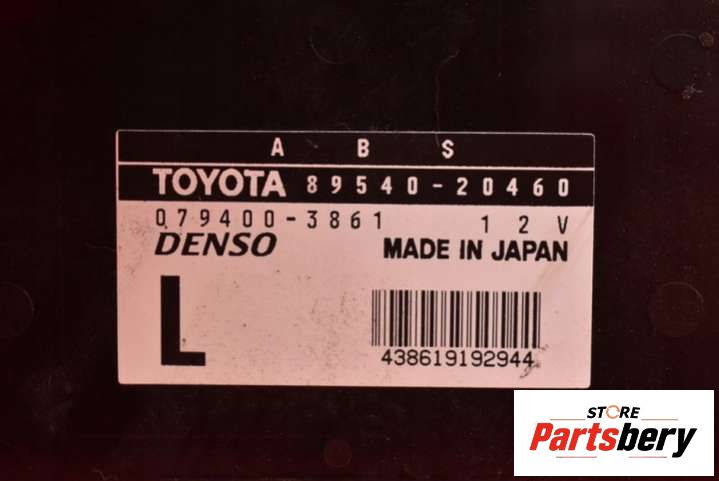 A B S
TOYOTA 89540-20460
079400-3861 12V
DENSO MADE IN JAPAN
L
438619192944
STORE
Partsbery